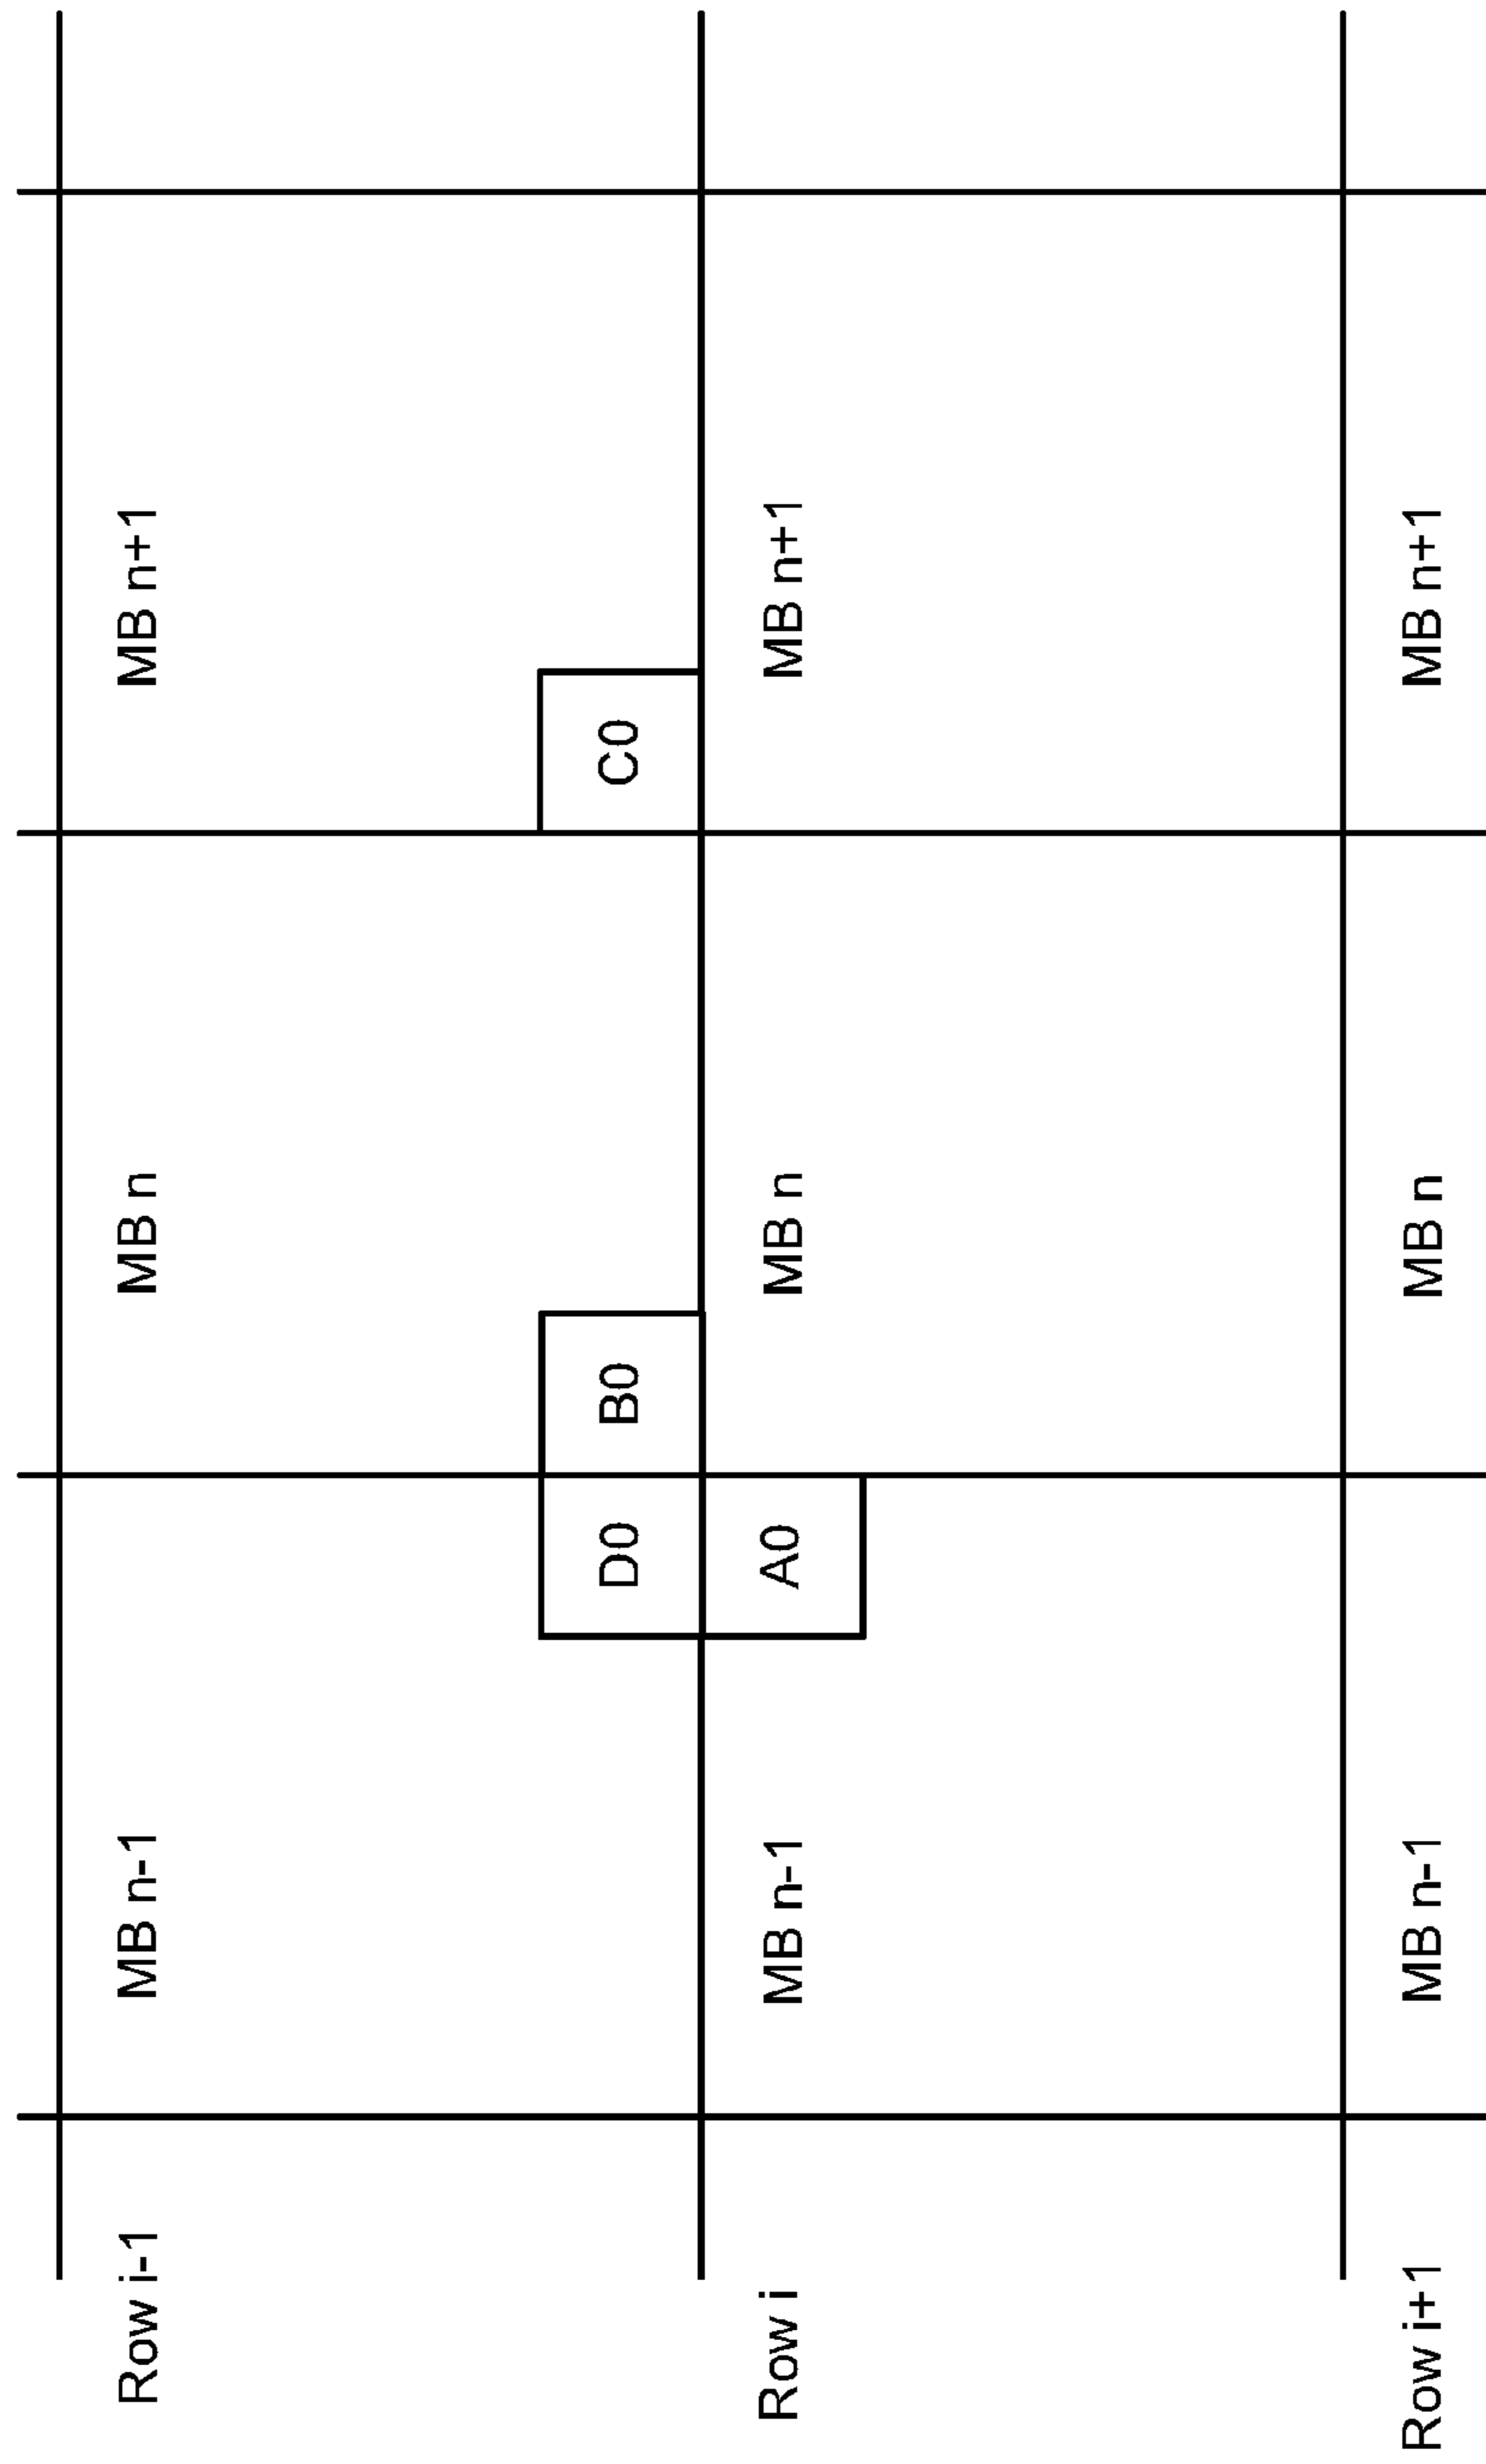 Row i-1 MB n-1 MB n MB n+1
D0 B0 C0
Row i MB n-1 MB n MB n+1
A0
Row i+1 MB n-1 MB n MB n+1